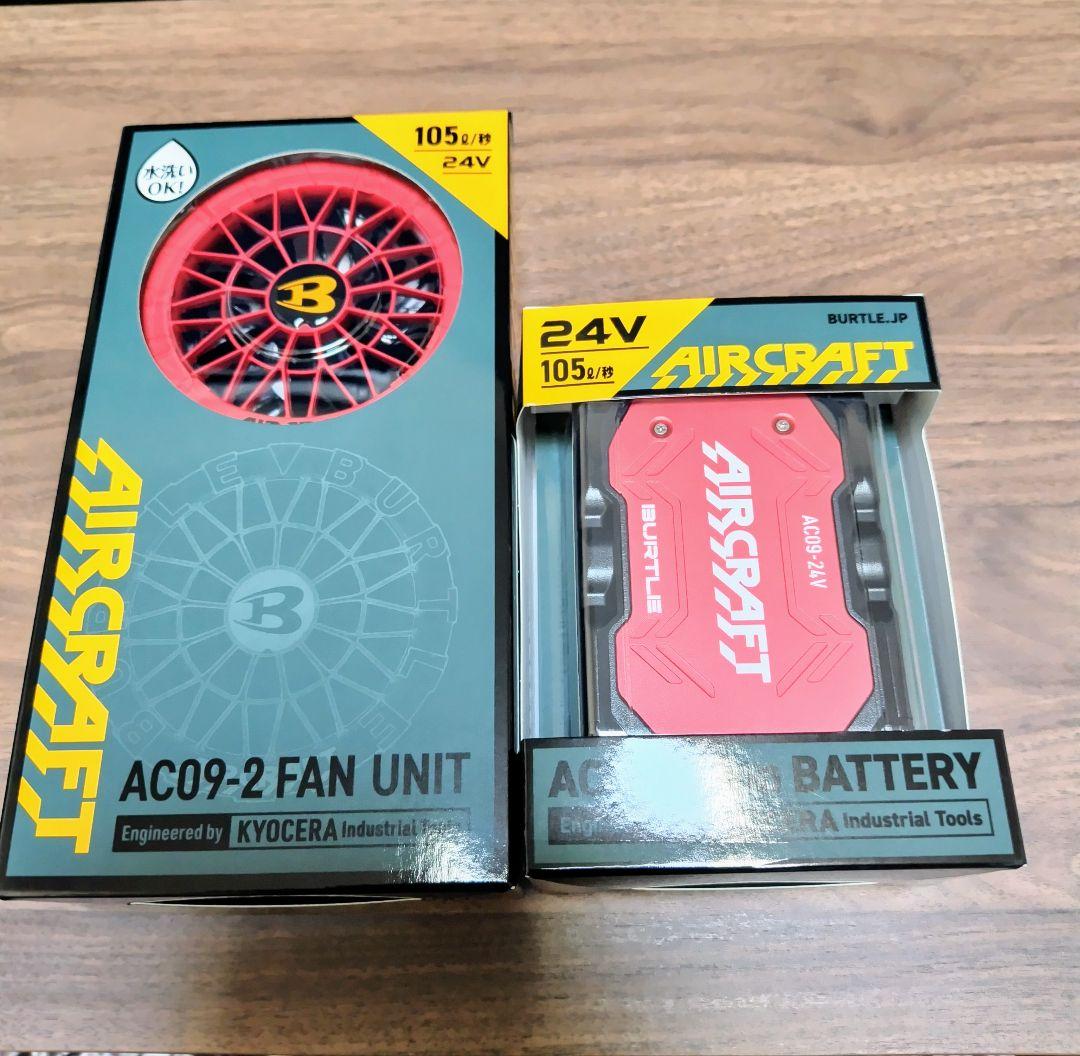 水洗い
OK!
105ℓ/秒
24V
B
AIRCRAFT
BURTLE
B
AC09-2 FAN UNIT
Engineered by KYOCERA Industrial Tools
24V
105ℓ/秒
BURTLE.JP
AIRCRAFT
AIRCRAFT
BURTLE
AC09-24V
BATTERY
Industrial Tools